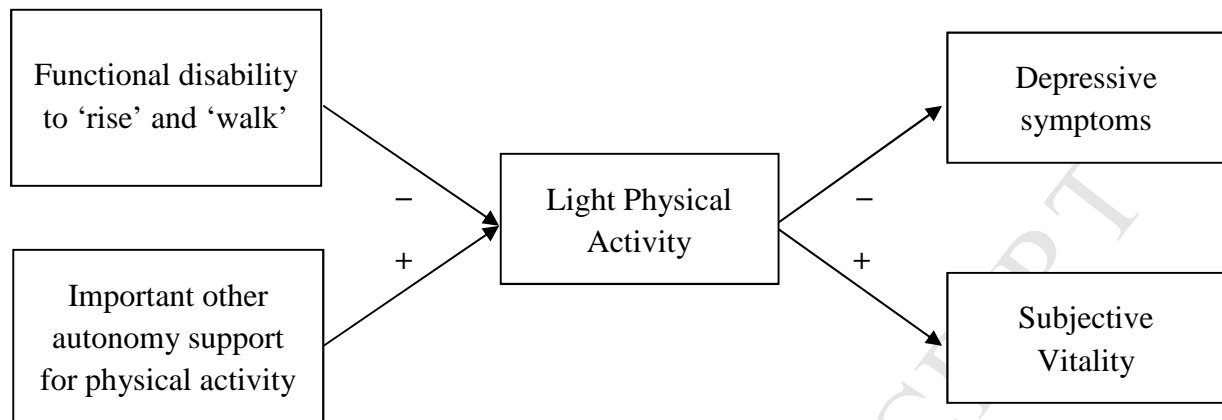 Functional disability
to ‘rise’ and ‘walk’
Important other
autonomy support
for physical activity
−
+
Light Physical
Activity
−
+
Depressive
symptoms
Subjective
Vitality